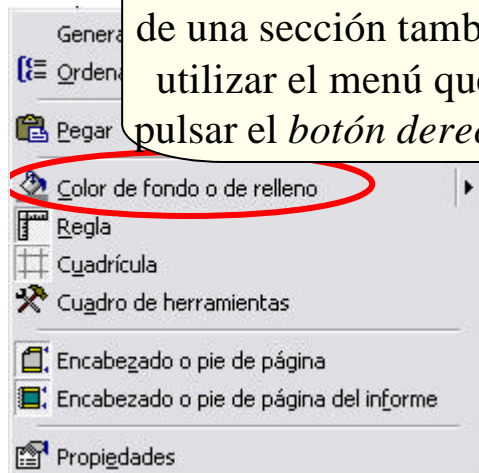 de una sección tamb
utilizar el menú qu
pulsar el botón dere
Genera
Ordena
Pegar
Color de fondo o de relleno
Regla
Cuadrícula
Cuadro de herramientas
Encabezado o pie de página
Encabezado o pie de página del informe
Propiedades